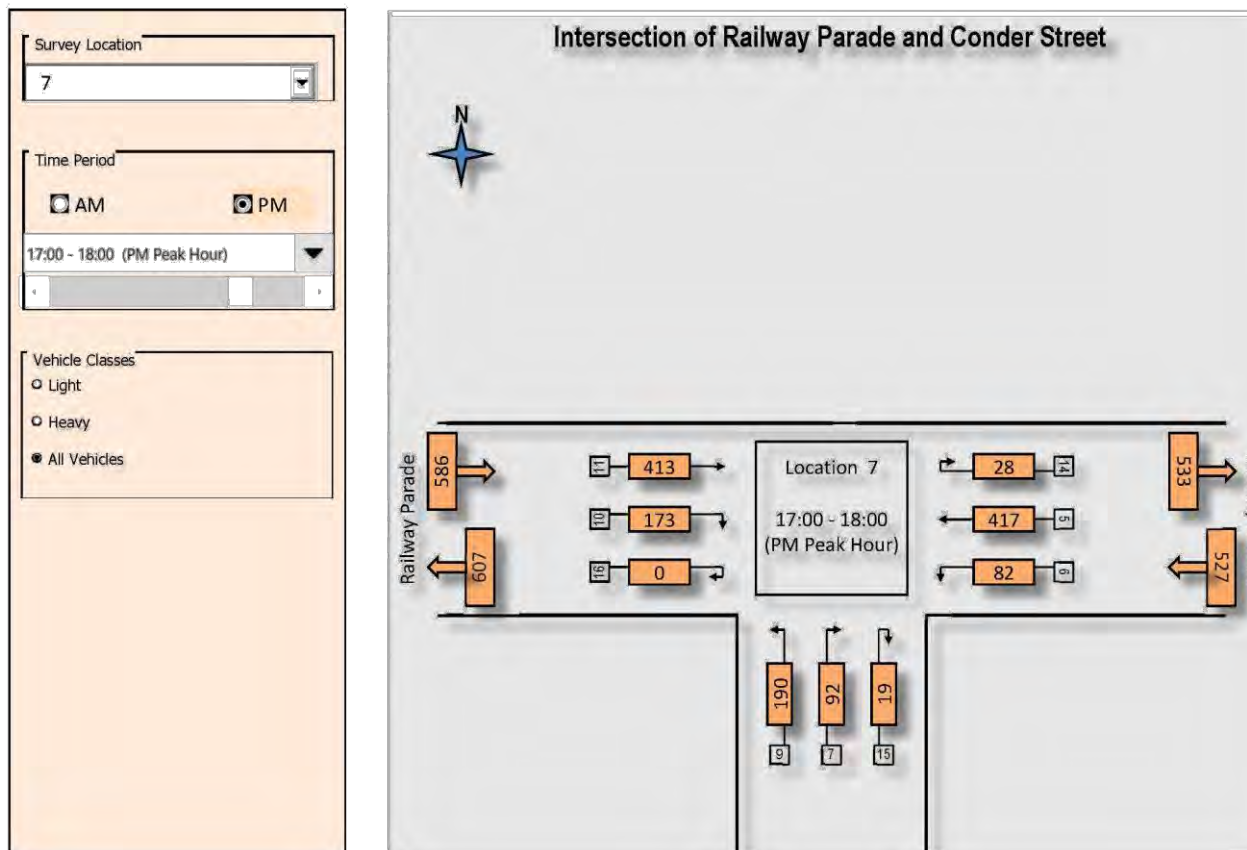 Survey Location
7
Time Period
AM
PM
17:00 - 18:00 (PM Peak Hour)
Vehicle Classes
Light
Heavy
All Vehicles
Intersection of Railway Parade and Conder Street
N
Railway Parade
586
607
11
413
10
173
16
0
Location 7
17:00 - 18:00
(PM Peak Hour)
28
14
417
5
82
6
533
527
190
92
19
9
7
15